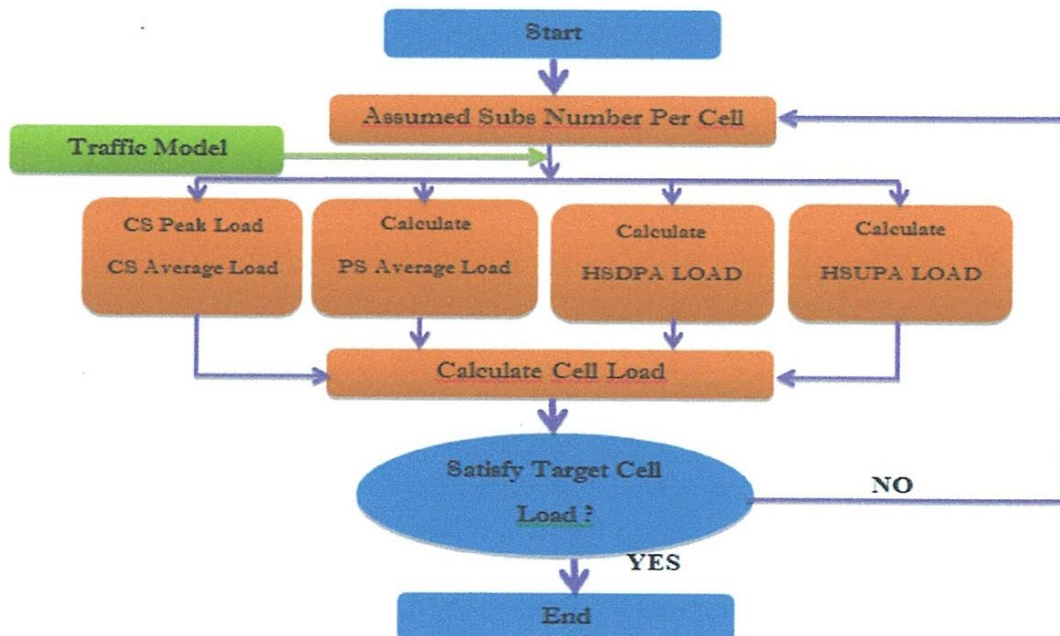 Start
Assumed Subs Number Per Cell
Traffic Model
CS Peak Load
CS Average Load
Calculate
PS Average Load
Calculate
HSDPA LOAD
Calculate
HSUPA LOAD
Calculate Cell Load
Satisfy Target Cell
Load ?
NO
YES
End